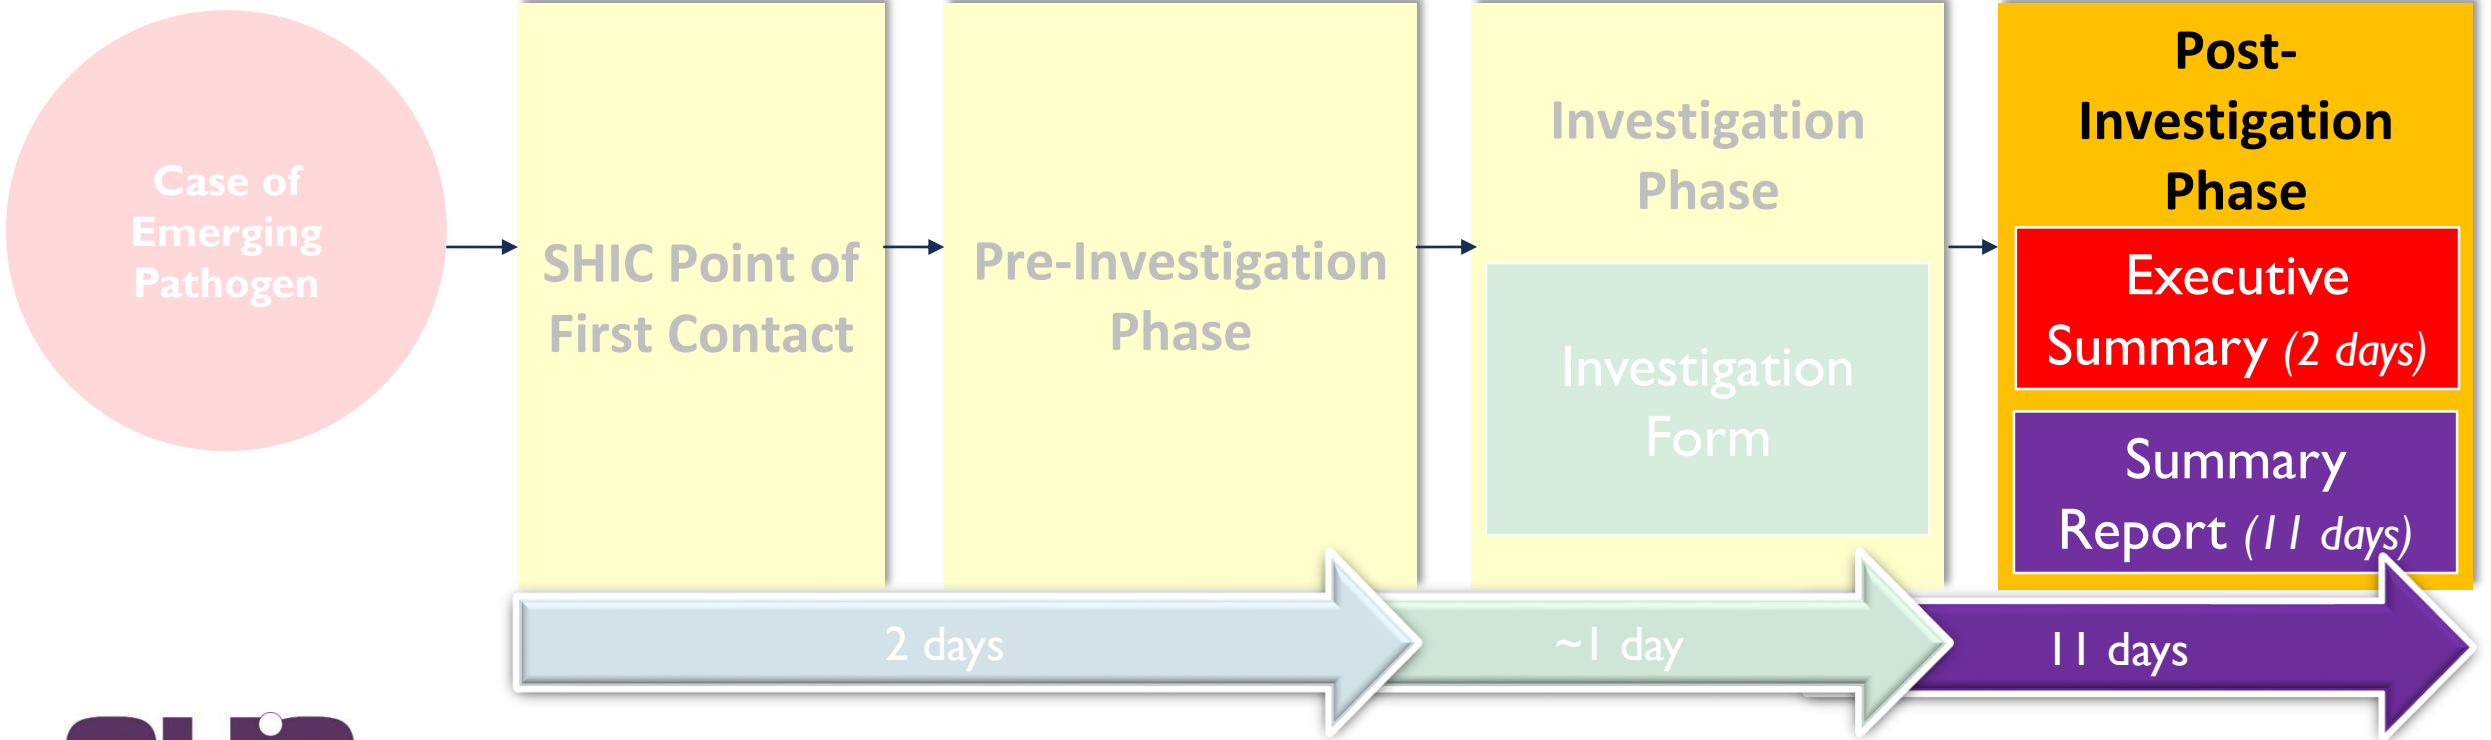 Case of
Emerging
Pathogen
SHIC Point of
First Contact
Pre-Investigation
Phase
Investigation
Phase
Investigation
Form
Post-
Investigation
Phase
Executive
Summary (2 days)
Summary
Report (11 days)
2 days
~1 day
11 days